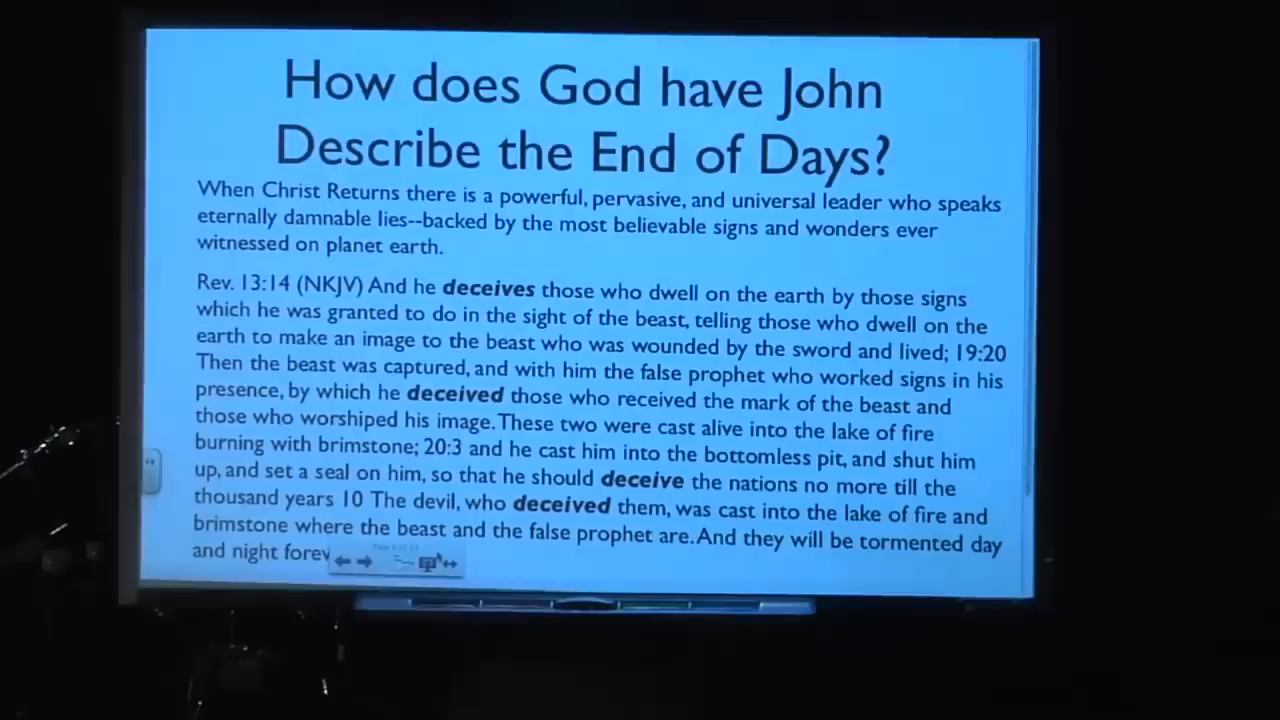 How does God have John
Describe the End of Days?
When Christ Returns there is a powerful, pervasive, and universal leader who speaks
eternally damnable lies--backed by the most believable signs and wonders ever
witnessed on planet earth.
Rev. 13:14 (NKJV) And he deceives those who dwell on the earth by those signs
which he was granted to do in the sight of the beast, telling those who dwell on the
earth to make an image to the beast who was wounded by the sword and lived; 19:20
Then the beast was captured, and with him the false prophet who worked signs in his
presence, by which he deceived those who received the mark of the beast and
those who worshiped his image. These two were cast alive into the lake of fire
burning with brimstone; 20:3 and he cast him into the bottomless pit, and shut him
up, and set a seal on him, so that he should deceive the nations no more till the
thousand years 10 The devil, who deceived them, was cast into the lake of fire and
brimstone where the beast and the false prophet are. And they will be tormented day
and night forev